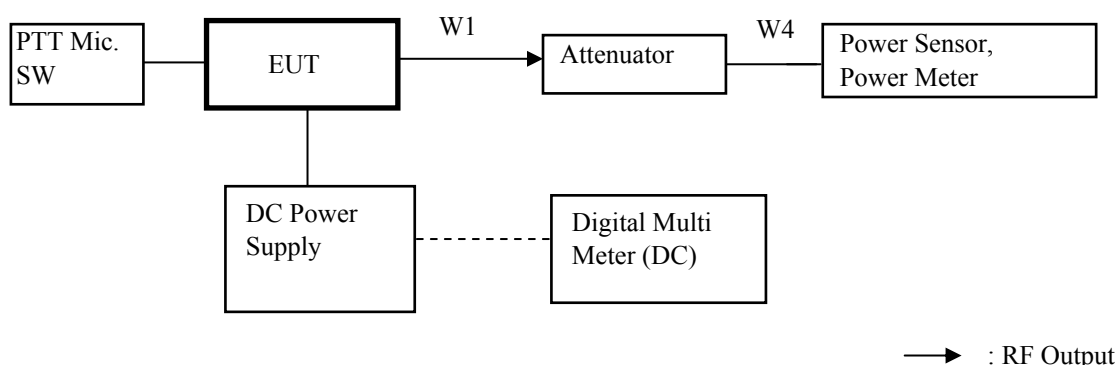 PTT Mic.
SW
EUT
W1
Attenuator
W4
Power Sensor,
Power Meter
DC Power
Supply
Digital Multi
Meter (DC)
: RF Output